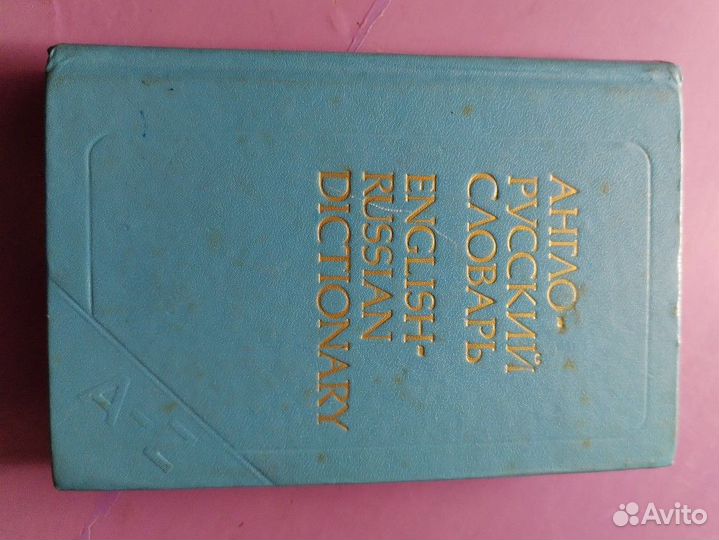 АНГЛО-
РУССКИЙ
СЛОВАРЬ
ENGLISH-
RUSSIAN
DICTIONARY
A-Z
Avito